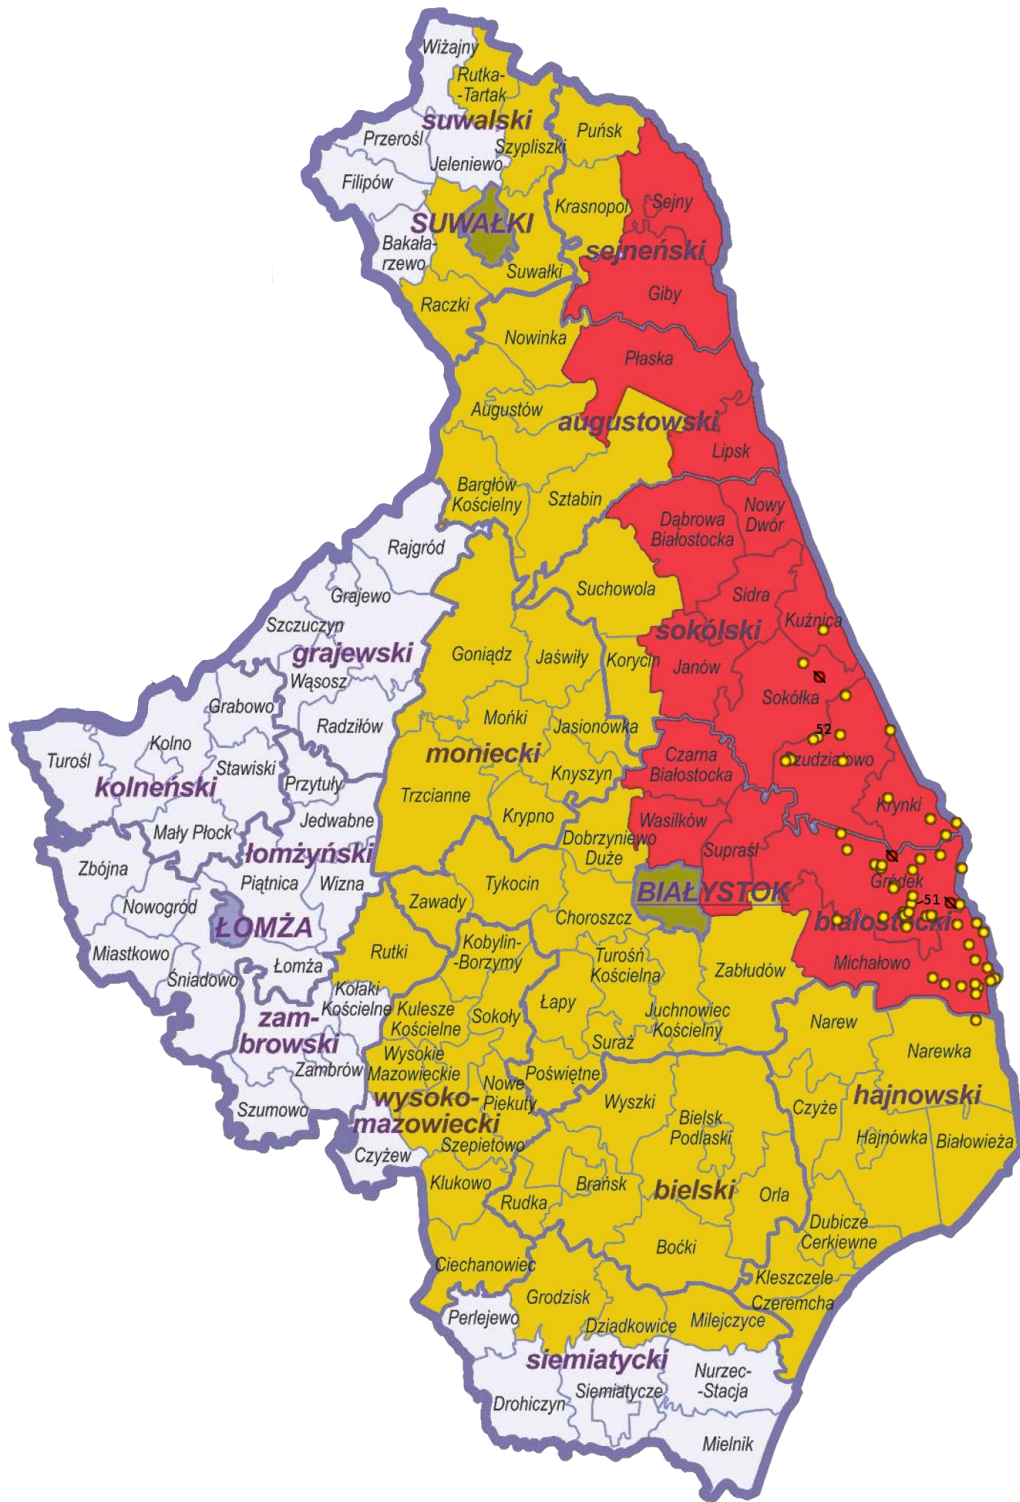 Wiżajny
Rutka-
-Tartak
suwalski
Przerośl
Szypliszki
Puńsk
Jeleniewo
Filipów
Krasnopol
Sejny
SUWAŁKI
Bakała-
rzewo
sejneński
Suwałki
Giby
Raczki
Nowinka
Płaska
Augustów
augustowski
Lipsk
Bargłów
Kościelny
Sztabin
Nowy
Dwór
Dąbrowa
Białostocka
Rajgród
Grajewo
Suchowola
Sidra
Szczuczyn
Kuźnica
sokólski
grajewski
Goniądz
Jaświły
Korycin
Janów
Wąsosz
Sokółka
Grabowo
Radziłów
Mońki
Jasionówka
52
Kolno
moniecki
Czarna
Białostocka
Szudziałowo
Turośl
Stawiski
Knyszyn
kolneński
Przytuły
Trzcianne
Krynki
Mały Płock
Jedwabne
Krypno
Wasilków
Dobrzyniewo
Duże
Supraśl
łomżyński
Zbójna
Piątnica
Wizna
Tykocin
Gródek
Nowogród
Zawady
BIAŁYSTOK
51
ŁOMŻA
Choroszcz
białostocki
Miastkowo
Rutki
Kobylin-
-Borzymy
Turośń
Kościelna
Zabłudów
Michałowo
Śniadowo
Łomża
Kołaki
Kościelne
Kulesze
Kościelne
Sokoły
Łapy
Juchnowiec
Kościelny
Narew
zam-
browski
Suraż
Narewka
Wysokie
Mazowieckie
Zambrów
Poświętne
Nowe
Piekuty
wysoko-
mazowiecki
Wyszki
Czyże
hajnowski
Szumowo
Bielsk
Podlaski
Szepietowo
Hajnówka
Białowieża
Czyżew
Klukowo
Rudka
Brańsk
bielski
Orla
Dubicze
Cerkiewne
Boćki
Ciechanowiec
Kleszczele
Grodzisk
Czeremcha
Perlejewo
Dziadkowice
Milejczyce
siemiatycki
Nurzec-
-Stacja
Drohiczyn
Siemiatycze
Mielnik